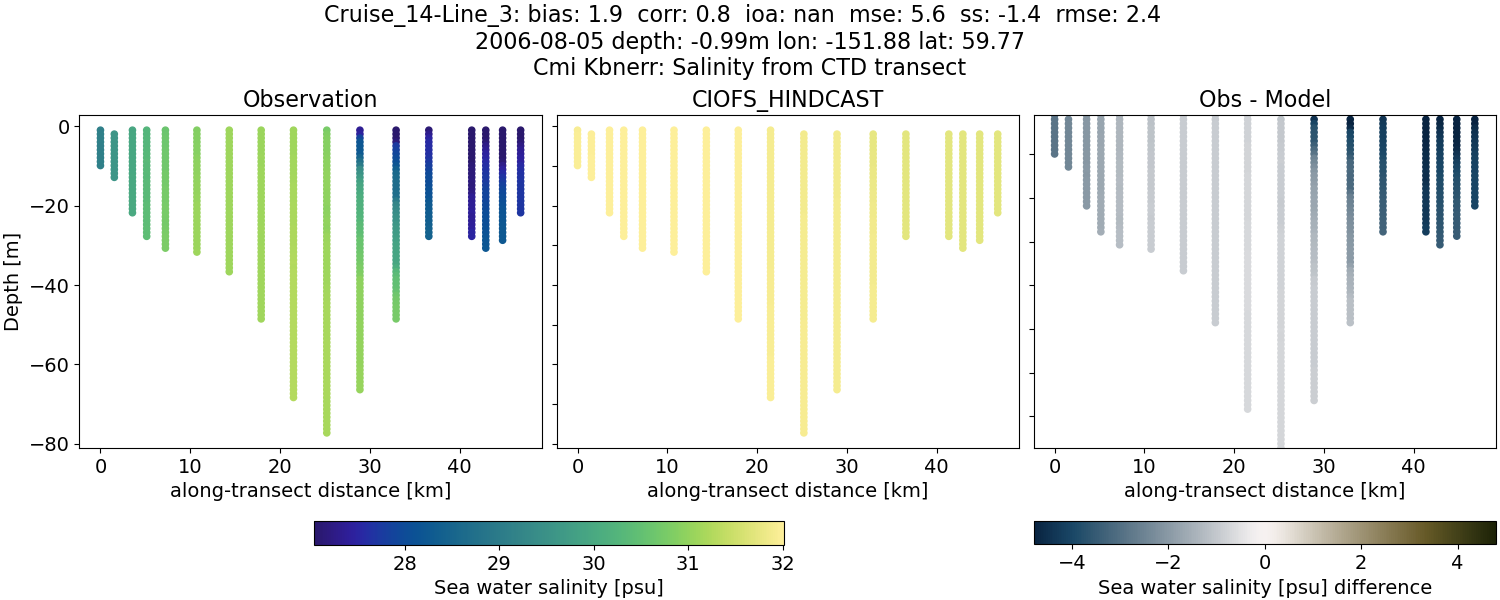 Cruise_14-Line_3: bias: 1.9  corr: 0.8  ioa: nan  mse: 5.6  ss: -1.4  rmse: 2.4
2006-08-05 depth: -0.99m lon: -151.88 lat: 59.77
Cmi Kbnerr: Salinity from CTD transect
Observation
CIOFS_HINDCAST
Obs - Model
Depth [m]
0
−20
−40
−60
−80
0 10 20 30 40
0 10 20 30 40
0 10 20 30 40
along-transect distance [km]
along-transect distance [km]
along-transect distance [km]
28 29 30 31 32
Sea water salinity [psu]
−4 −2 0 2 4
Sea water salinity [psu] difference